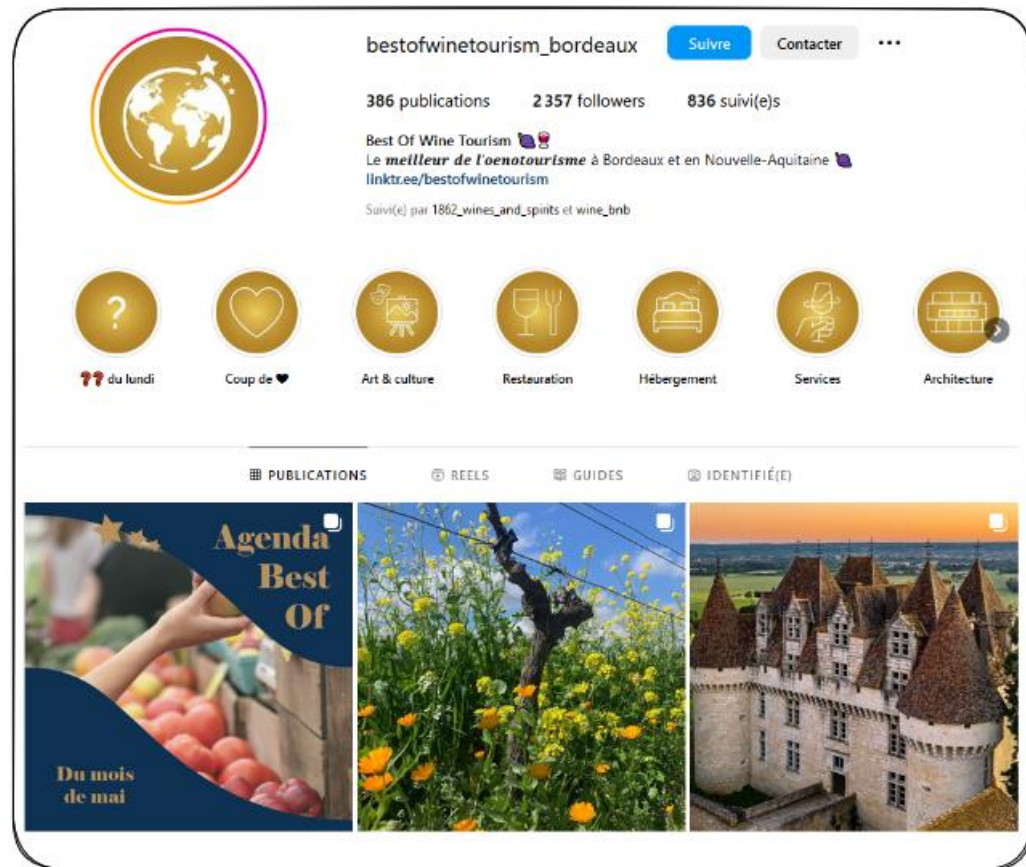 bestofwinetourism_bordeaux Suivre Contacter
386 publications 2 357 followers 836 suivi(e)s
Best Of Wine Tourism 🍇🍷
Le meilleur de l'oenotourisme à Bordeaux et en Nouvelle-Aquitaine 🍇
linktr.ee/bestofwinetourism
Suivi(e) par 1862_wines_and_spirits et wine_bnb
?
❓❓ du lundi Coup de 🖤 Art & culture Restauration Hébergement Services Architecture
PUBLICATIONS REELS GUIDES IDENTIFIÉ(E)
Agenda
Best
Of
Du mois
de mai